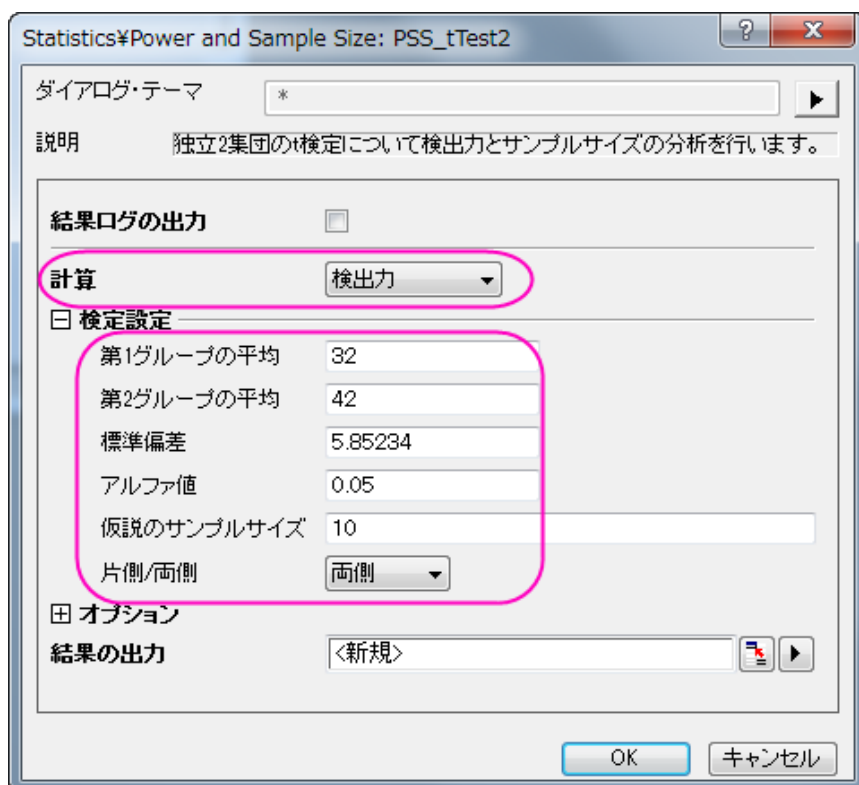 Statistics¥Power and Sample Size: PSS_tTest2
ダイアログ・テーマ *
説明 独立2集団のt検定について検出力とサンプルサイズの分析を行います。
結果ログの出力
計算 検出力
検定設定
第1グループの平均 32
第2グループの平均 42
標準偏差 5.85234
アルファ値 0.05
仮説のサンプルサイズ 10
片側/両側 両側
オプション
結果の出力 <新規>
OK キャンセル